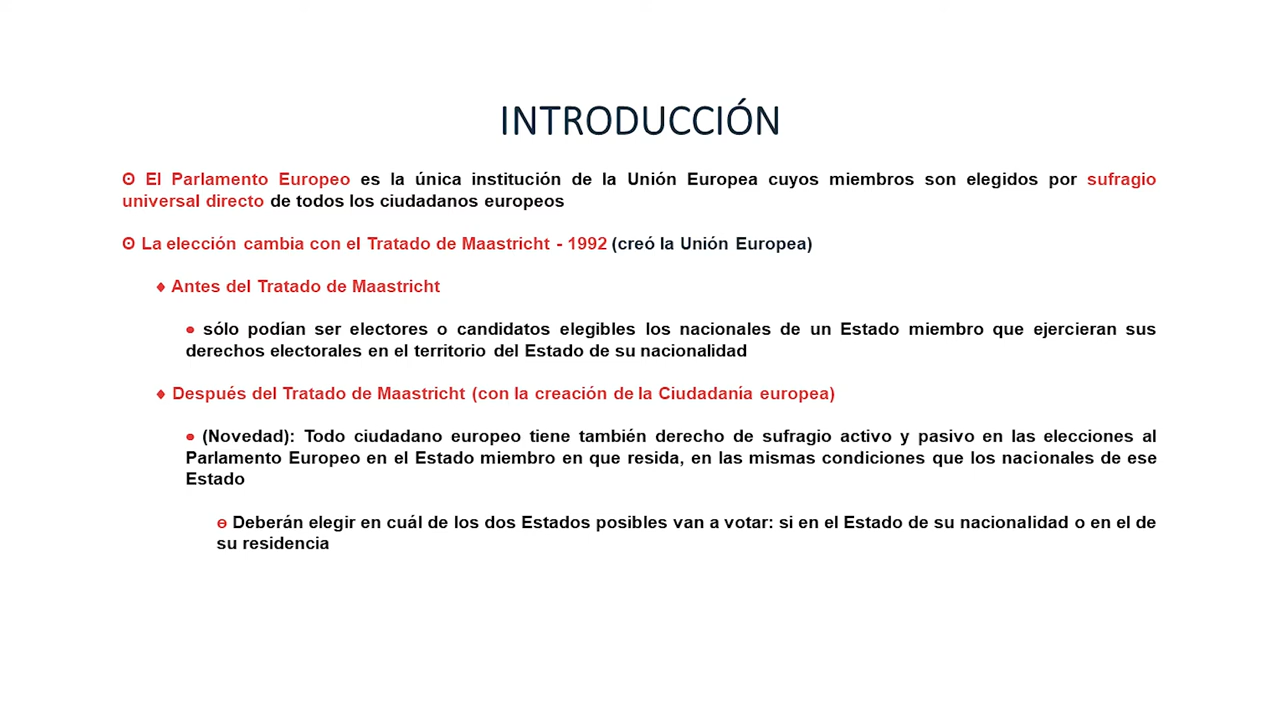 INTRODUCCIÓN
ʘ El Parlamento Europeo es la única institución de la Unión Europea cuyos miembros son elegidos por sufragio
universal directo de todos los ciudadanos europeos
ʘ La elección cambia con el Tratado de Maastricht - 1992 (creó la Unión Europea)
♦ Antes del Tratado de Maastricht
● sólo podían ser electores o candidatos elegibles los nacionales de un Estado miembro que ejercieran sus
derechos electorales en el territorio del Estado de su nacionalidad
♦ Después del Tratado de Maastricht (con la creación de la Ciudadanía europea)
● (Novedad): Todo ciudadano europeo tiene también derecho de sufragio activo y pasivo en las elecciones al
Parlamento Europeo en el Estado miembro en que resida, en las mismas condiciones que los nacionales de ese
Estado
ɵ Deberán elegir en cuál de los dos Estados posibles van a votar: si en el Estado de su nacionalidad o en el de
su residencia